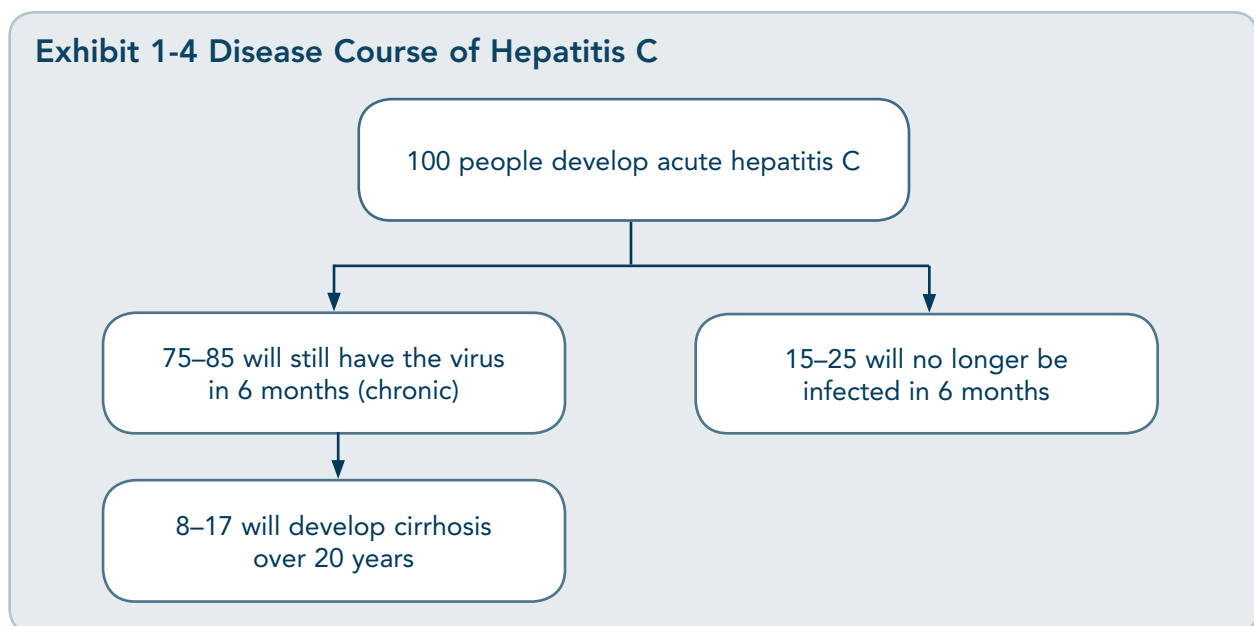 Exhibit 1-4 Disease Course of Hepatitis C
100 people develop acute hepatitis C
75–85 will still have the virus
in 6 months (chronic)
15–25 will no longer be
infected in 6 months
8–17 will develop cirrhosis
over 20 years